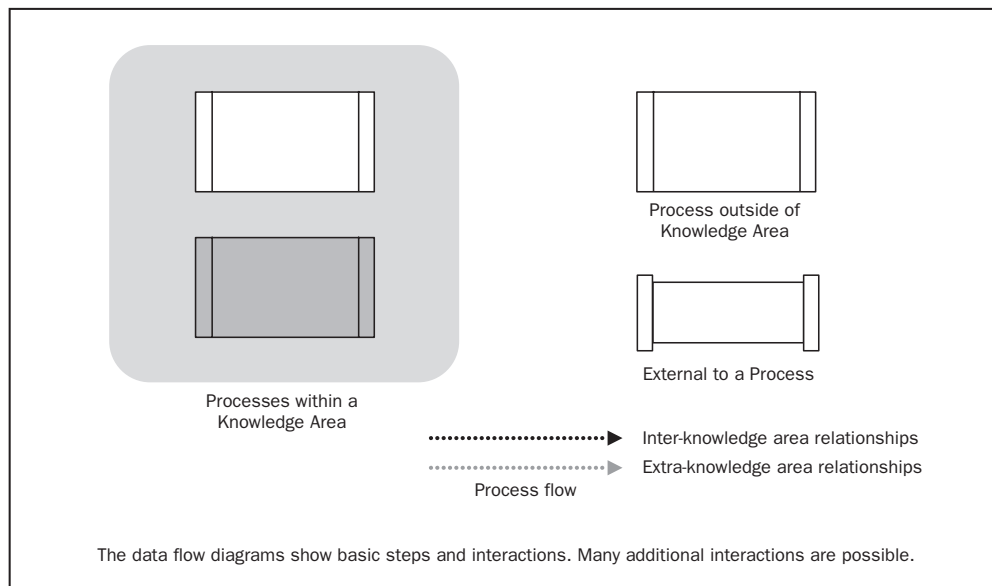 Process outside of
Knowledge Area
External to a Process
Processes within a
Knowledge Area
Inter-knowledge area relationships
Extra-knowledge area relationships
Process flow
The data flow diagrams show basic steps and interactions. Many additional interactions are possible.